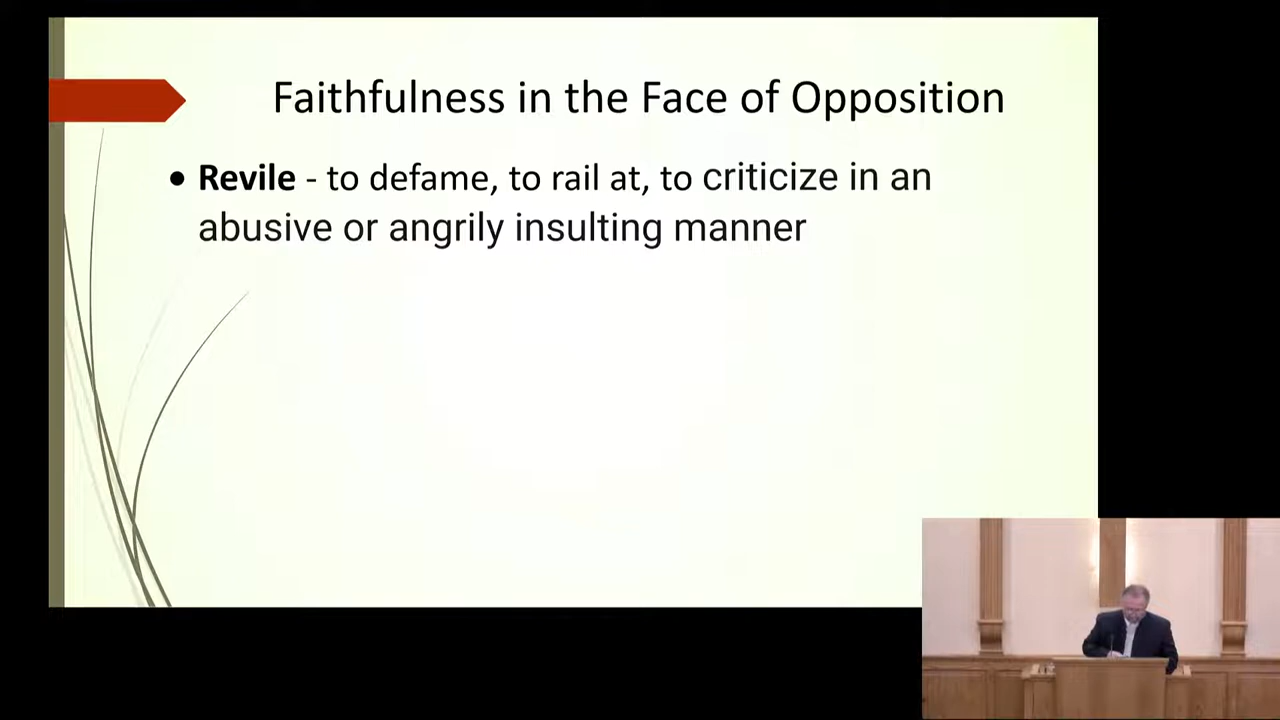 Faithfulness in the Face of Opposition
• Revile - to defame, to rail at, to criticize in an
abusive or angrily insulting manner